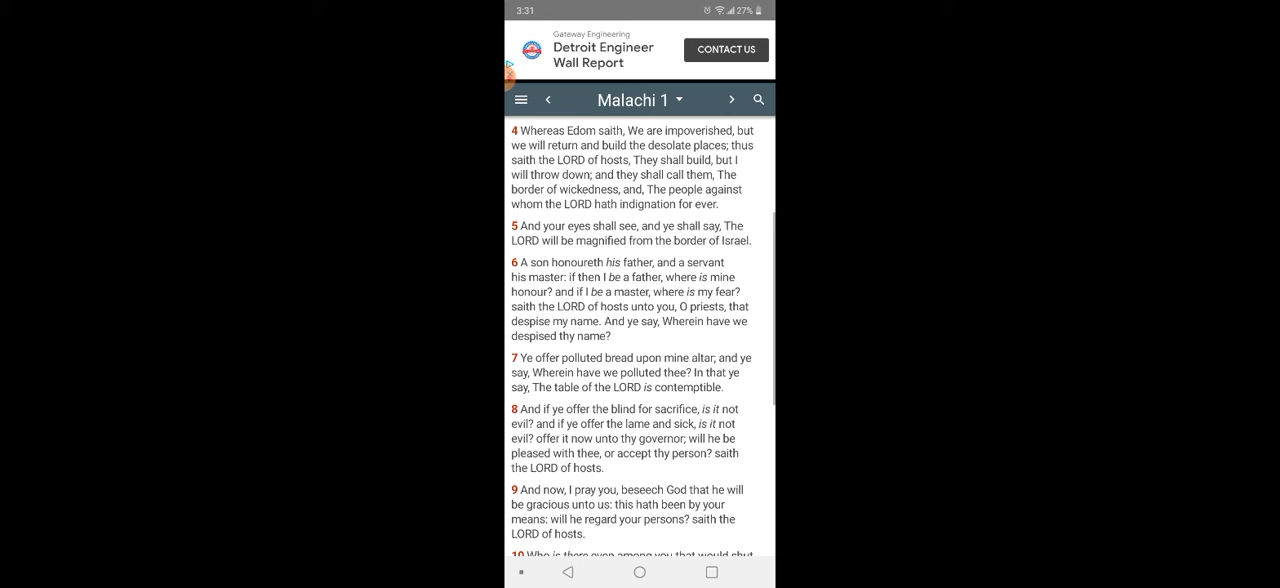 3:31
27%
Gateway Engineering
Detroit Engineer
Wall Report
CONTACT US
Malachi 1
4 Whereas Edom saith, We are impoverished, but
we will return and build the desolate places; thus
saith the LORD of hosts, They shall build, but I
will throw down; and they shall call them, The
border of wickedness, and, The people against
whom the LORD hath indignation for ever.
5 And your eyes shall see, and ye shall say, The
LORD will be magnified from the border of Israel.
6 A son honoureth his father, and a servant
his master: if then I be a father, where is mine
honour? and if I be a master, where is my fear?
saith the LORD of hosts unto you, O priests, that
despise my name. And ye say, Wherein have we
despised thy name?
7 Ye offer polluted bread upon mine altar; and ye
say, Wherein have we polluted thee? In that ye
say, The table of the LORD is contemptible.
8 And if ye offer the blind for sacrifice, is it not
evil? and if ye offer the lame and sick, is it not
evil? offer it now unto thy governor; will he be
pleased with thee, or accept thy person? saith
the LORD of hosts.
9 And now, I pray you, beseech God that he will
be gracious unto us: this hath been by your
means: will he regard your persons? saith the
LORD of hosts.
10 Who is there even among you that would shut